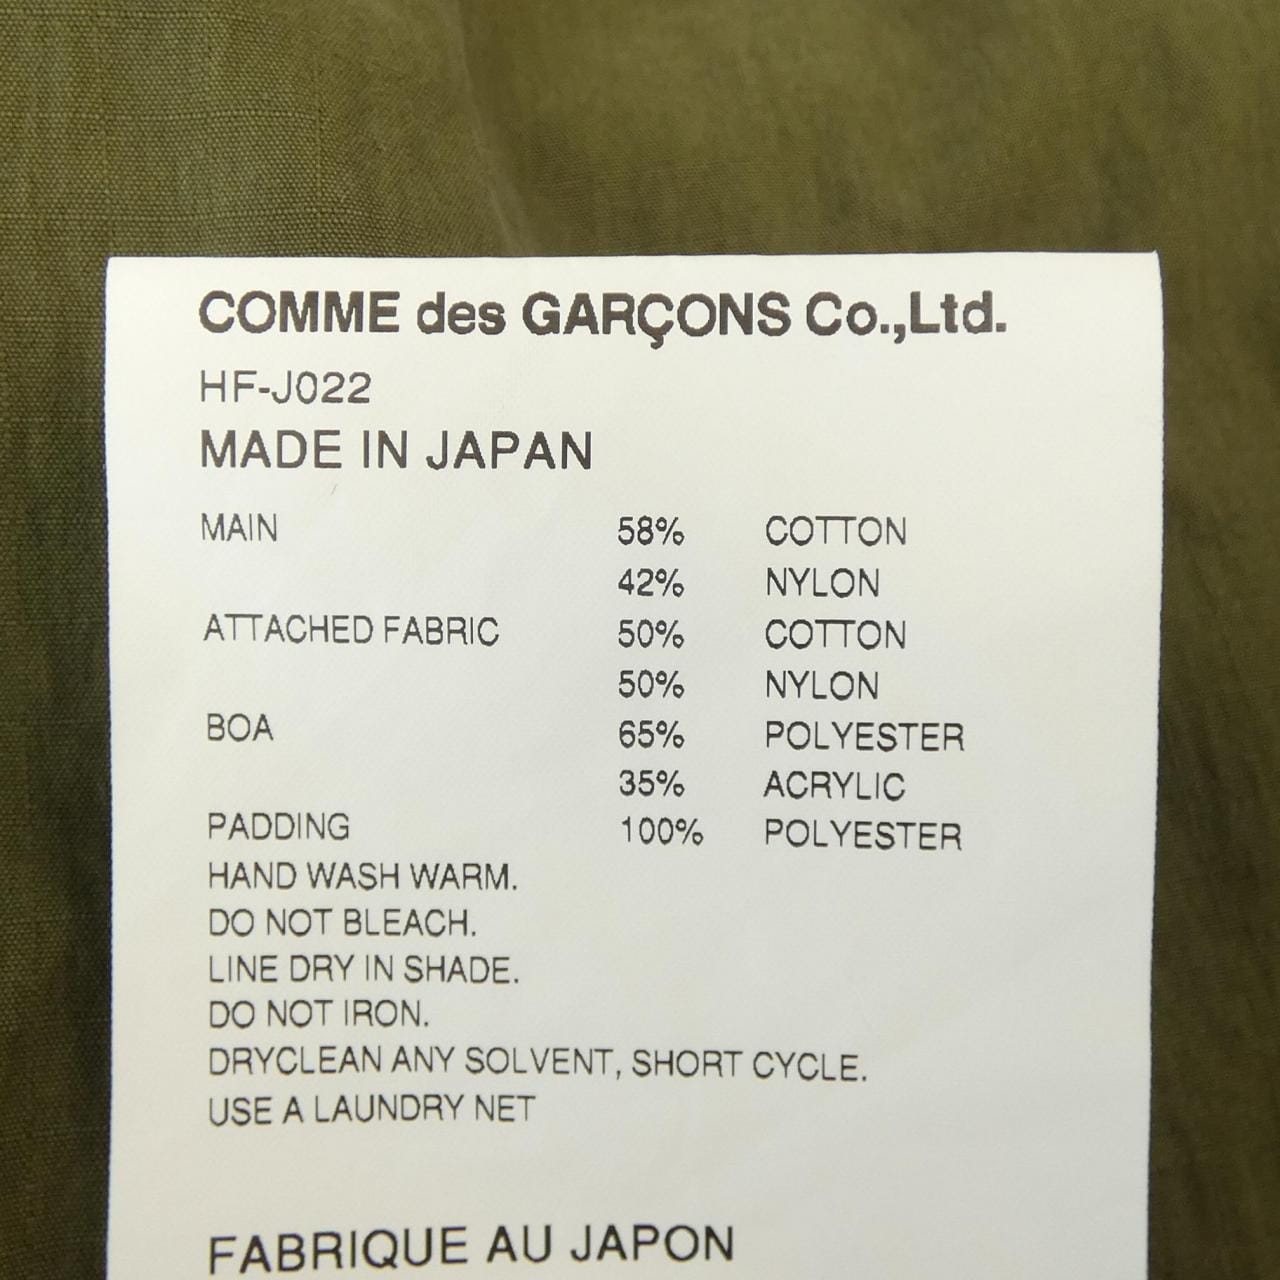 COMME des GARÇONS Co.,Ltd.
HF-J022
MADE IN JAPAN
MAIN 58% COTTON
42% NYLON
ATTACHED FABRIC 50% COTTON
50% NYLON
BOA 65% POLYESTER
35% ACRYLIC
PADDING 100% POLYESTER
HAND WASH WARM.
DO NOT BLEACH.
LINE DRY IN SHADE.
DO NOT IRON.
DRYCLEAN ANY SOLVENT, SHORT CYCLE.
USE A LAUNDRY NET
FABRIQUE AU JAPON